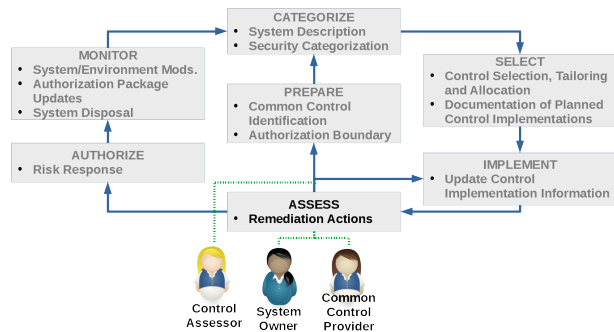 CATEGORIZE
• System Description
• Security Categorization
MONITOR
• System/Environment Mods.
• Authorization Package
Updates
• System Disposal
SELECT
• Control Selection, Tailoring
and Allocation
• Documentation of Planned
Control Implementations
PREPARE
• Common Control
Identification
• Authorization Boundary
AUTHORIZE
• Risk Response
IMPLEMENT
• Update Control
Implementation Information
ASSESS
• Remediation Actions
Control
Assessor
System
Owner
Common
Control
Provider